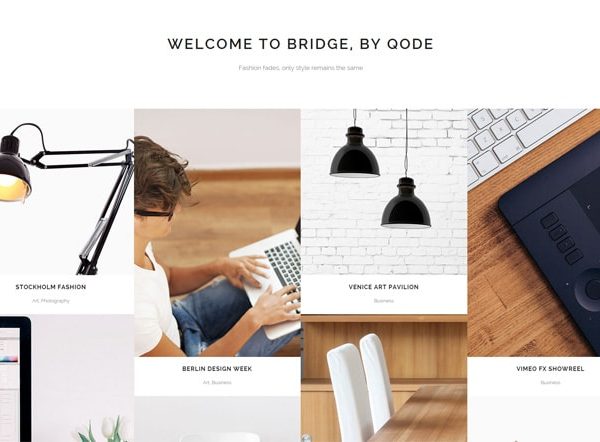 WELCOME TO BRIDGE, BY QODE
Fashion fades, only style remains the same
STOCKHOLM FASHION
Art, Photography
VENICE ART PAVILION
Business
BERLIN DESIGN WEEK
Art, Business
VIMEO FX SHOWREEL
Business